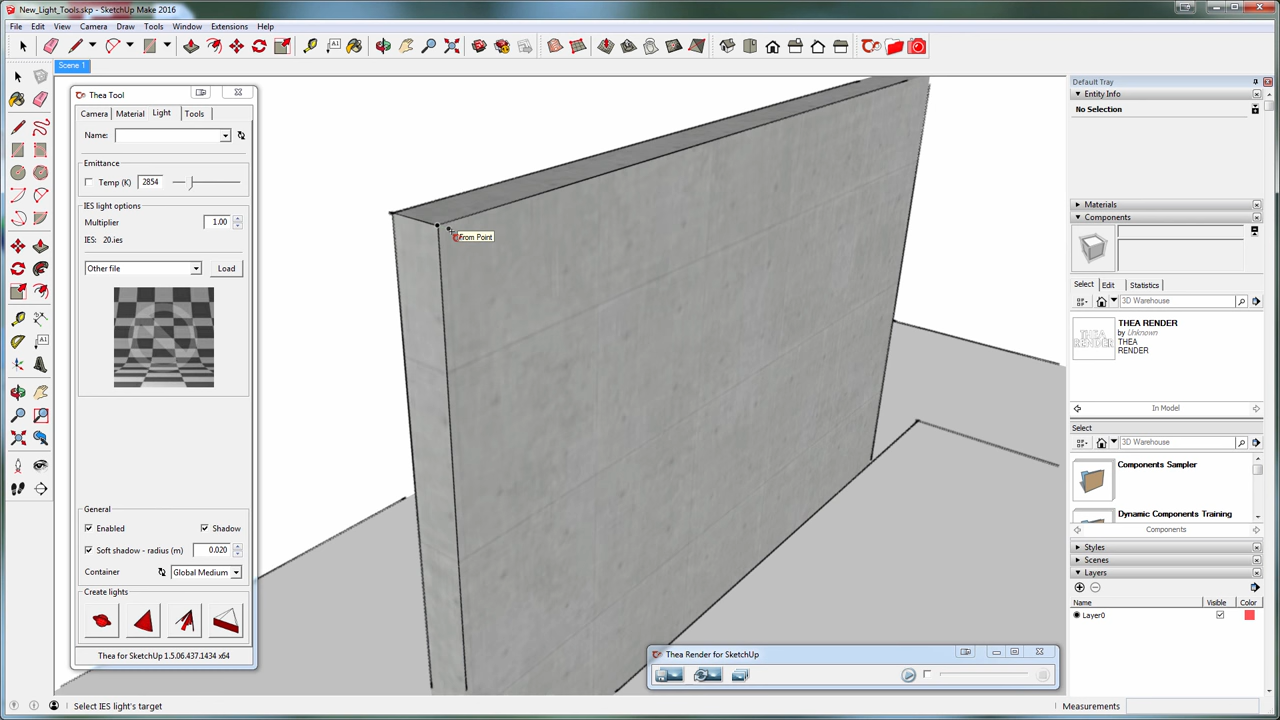 New_Light_Tools.skp - SketchUp Make 2016
File Edit View Camera Draw Tools Window Extensions Help
Scene 1
Thea Tool
Camera Material Light Tools
Name:
Emittance
Temp (K) 2854
IES light options
Multiplier 1.00
IES: 20.ies
Other file Load
General
Enabled Shadow
Soft shadow - radius (m) 0.020
Container Global Medium
Create lights
Thea for SketchUp 1.5.06.437.1434 x64
From Point
Thea Render for SketchUp
Default Tray
Entity Info
No Selection
Materials
Components
Select Edit Statistics
3D Warehouse
THEA RENDER
by Unknown
THEA
RENDER
In Model
Select
3D Warehouse
Components Sampler
Dynamic Components Training
Components
Styles
Scenes
Layers
Name Visible Color
Layer0
Select IES light's target
Measurements